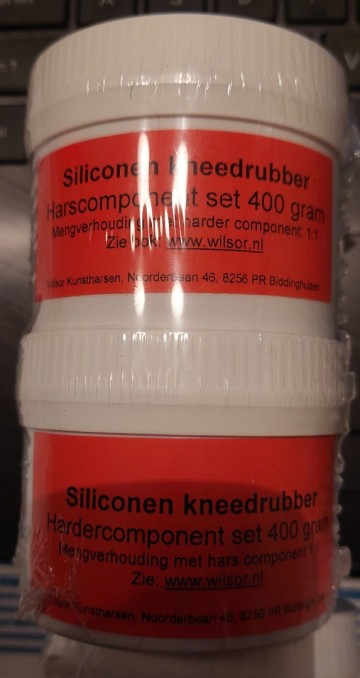 Siliconen kneedrubber
Harscomponent set 400 gram
Mengverhouding met harder component: 1:1
Zie ook: www.wilsor.nl
Wilsor Kunstharsen, Noorderbaan 46, 8256 PR Biddinghuizen
Siliconen kneedrubber
Hardercomponent set 400 gram
Mengverhouding met hars component 1:1
Zie: www.wilsor.nl
Kunstharsen, Noorderbaan 46, 8256 PR